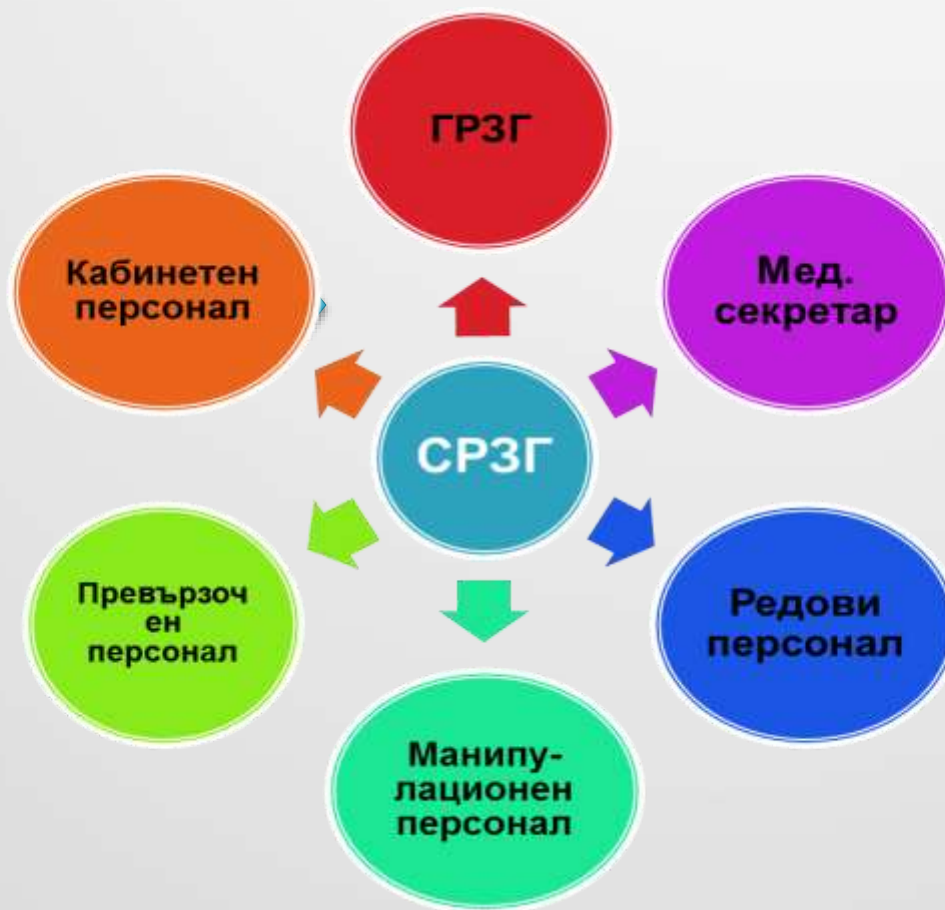 ГРЗГ
Кабинетен
персонал
Мед.
секретар
СРЗГ
Превързоч
ен
персонал
Редови
персонал
Манипу-
лационен
персонал